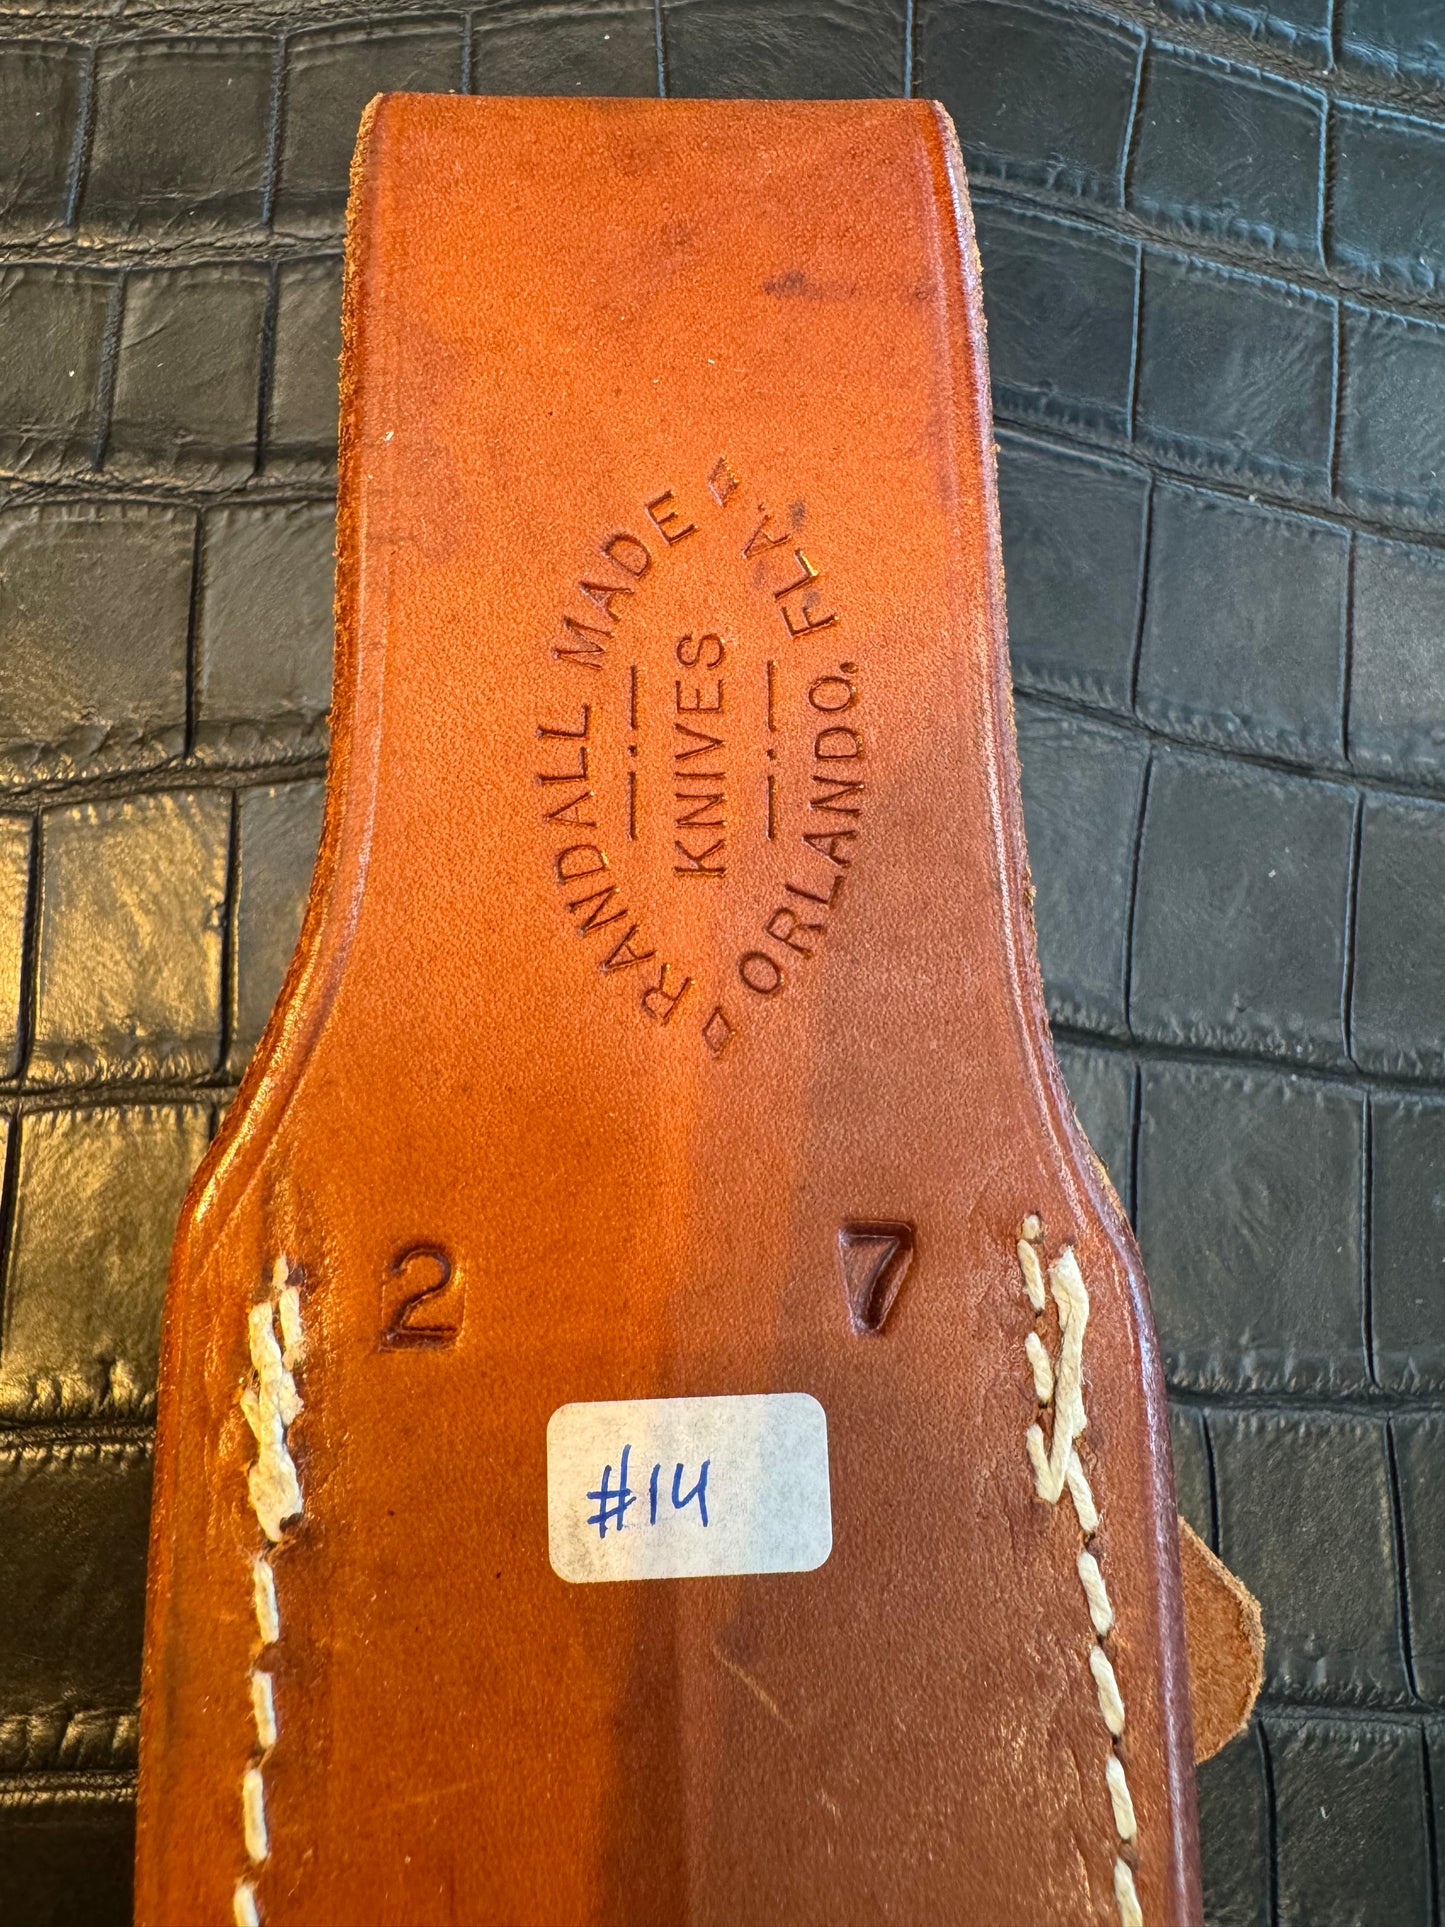 RANDALL MADE
KNIVES
ORLANDO, FLA.
2 7
#14